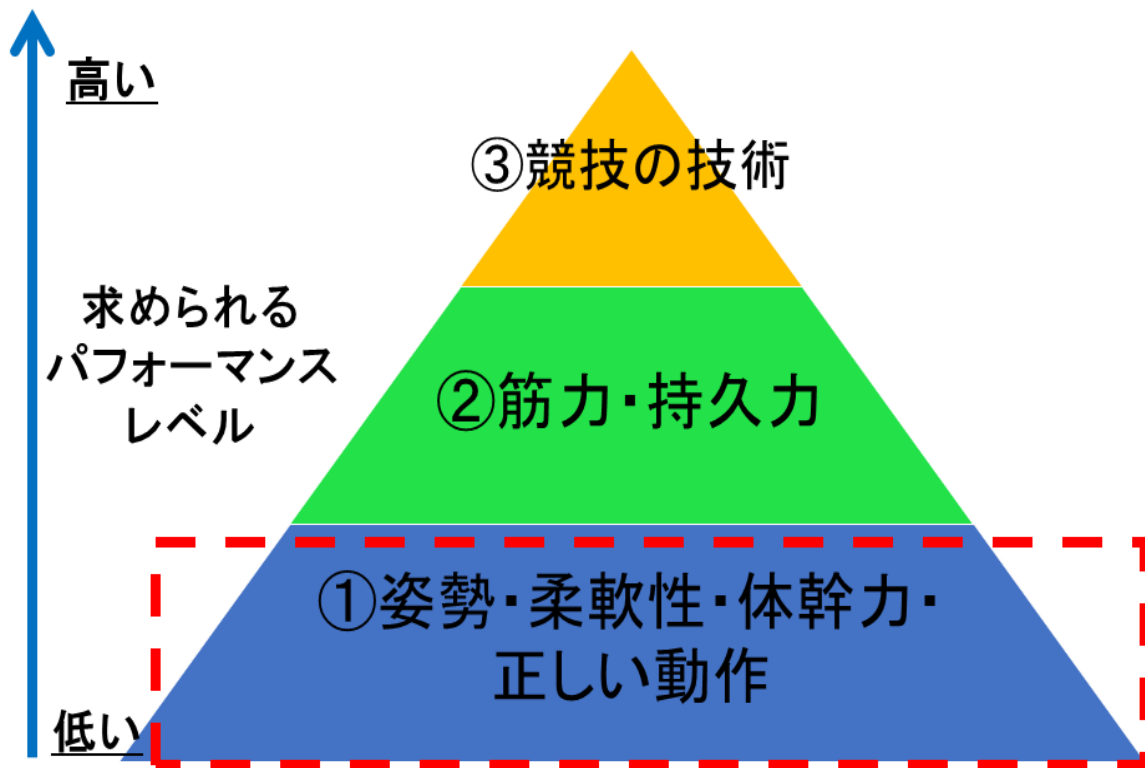 高い
③競技の技術
求められる
パフォーマンス
レベル
②筋力・持久力
①姿勢・柔軟性・体幹力・
正しい動作
低い